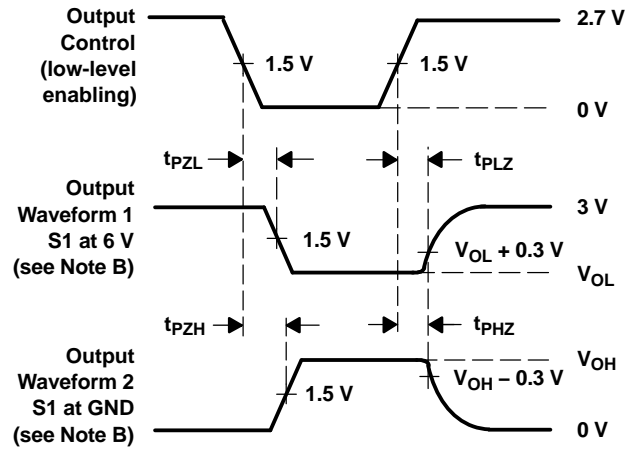 Output
Control
(low-level
enabling)
1.5 V
1.5 V
2.7 V
0 V
tPZL
tPLZ
Output
Waveform 1
S1 at 6 V
(see Note B)
1.5 V
3 V
VOL + 0.3 V
VOL
tPZH
tPHZ
Output
Waveform 2
S1 at GND
(see Note B)
1.5 V
VOH
VOH − 0.3 V
0 V